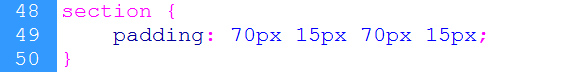 48 section {
49     padding: 70px 15px 70px 15px;
50 }